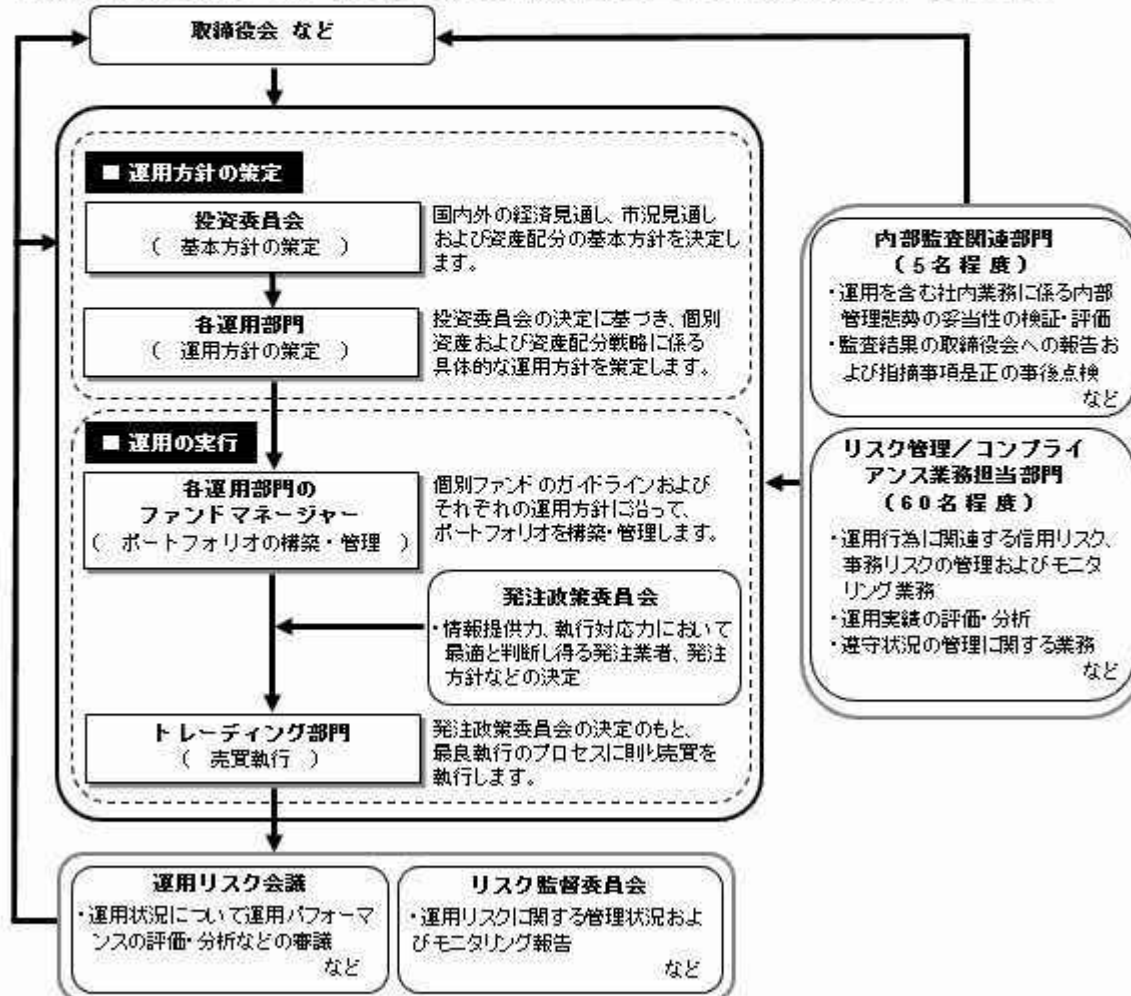 取締役会 など
■ 運用方針の策定
投資委員会
( 基本方針の策定 )
国内外の経済見通し、市況見通し
および資産配分の基本方針を決定し
ます。
各運用部門
( 運用方針の策定 )
投資委員会の決定に基づき、個別
資産および資産配分戦略に係る
具体的な運用方針を策定します。
■ 運用の実行
各運用部門の
ファンドマネージャー
( ポートフォリオの構築・管理 )
個別ファンドのガイドラインおよび
それぞれの運用方針に沿って、
ポートフォリオを構築・管理します。
発注政策委員会
・情報提供力、執行対応力において
最適と判断し得る発注業者、発注
方針などの決定
トレーディング部門
( 売買執行 )
発注政策委員会の決定のもと、
最良執行のプロセスに則り売買を
執行します。
内部監査関連部門
(5名程度)
・運用を含む社内業務に係る内部
管理態勢の妥当性の検証・評価
・監査結果の取締役会への報告お
よび指摘事項是正の事後点検
など
リスク管理/コンプライ
アンス業務担当部門
(60名程度)
・運用行為に関連する信用リスク、
事務リスクの管理およびモニタ
リング業務
・運用実績の評価・分析
・遵守状況の管理に関する業務
など
運用リスク会議
・運用状況について運用パフォーマ
ンスの評価・分析などの審議
など
リスク監督委員会
・運用リスクに関する管理状況およ
びモニタリング報告
など